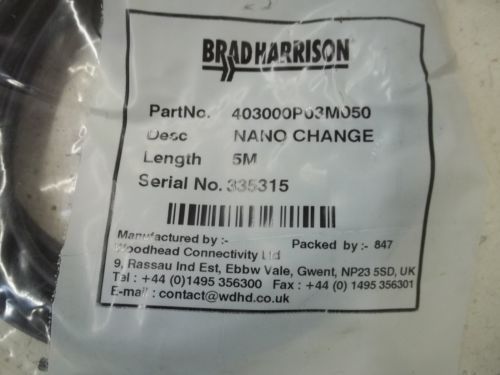 BRADHARRISON®
PartNo. 403000P03M050
Desc NANO CHANGE
Length 5M
Serial No. 335315
Manufactured by :- Packed by :- 847
Woodhead Connectivity Ltd
9, Rassau Ind Est, Ebbw Vale, Gwent, NP23 5SD, UK
Tel : +44 (0)1495 356300 Fax : +44 (0) 1495 356301
E-mail : contact@wdhd.co.uk